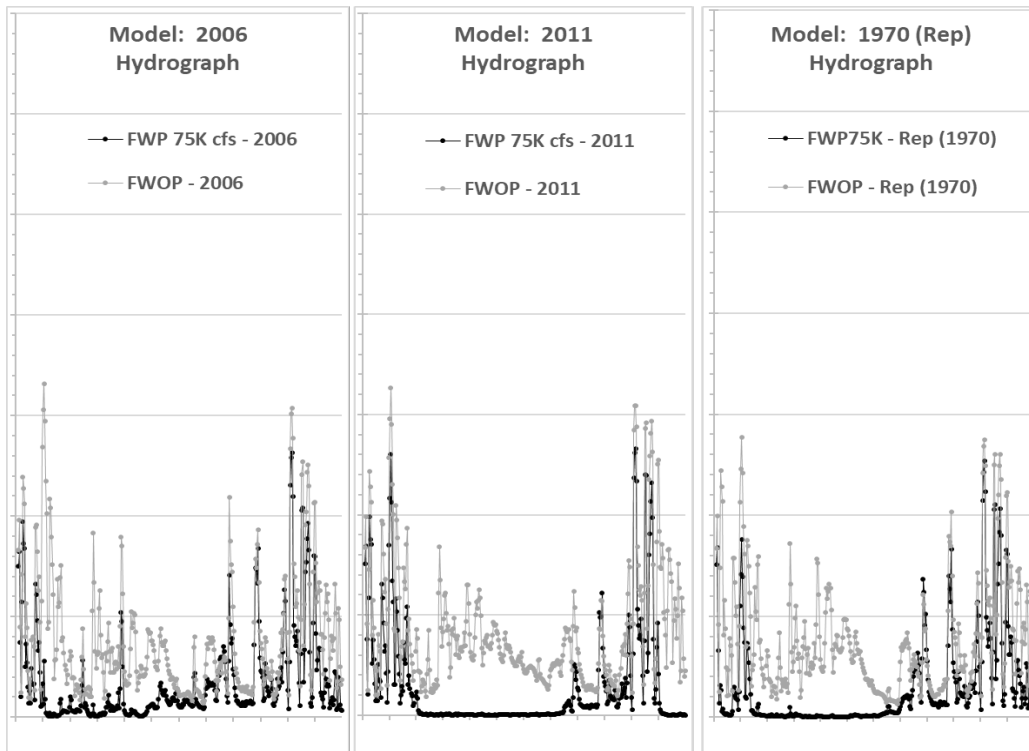 Model:  2006
Hydrograph
FWP 75K cfs - 2006
FWOP - 2006
Model:  2011
Hydrograph
FWP 75K cfs - 2011
FWOP - 2011
Model:  1970 (Rep)
Hydrograph
FWP75K - Rep (1970)
FWOP - Rep (1970)